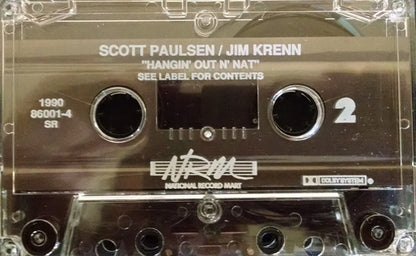 SCOTT PAULSEN / JIM KRENN
"HANGIN' OUT N' NAT"
SEE LABEL FOR CONTENTS
1990
86001-4
SR
2
NRM
NATIONAL RECORD MART
DOLBY SYSTEM